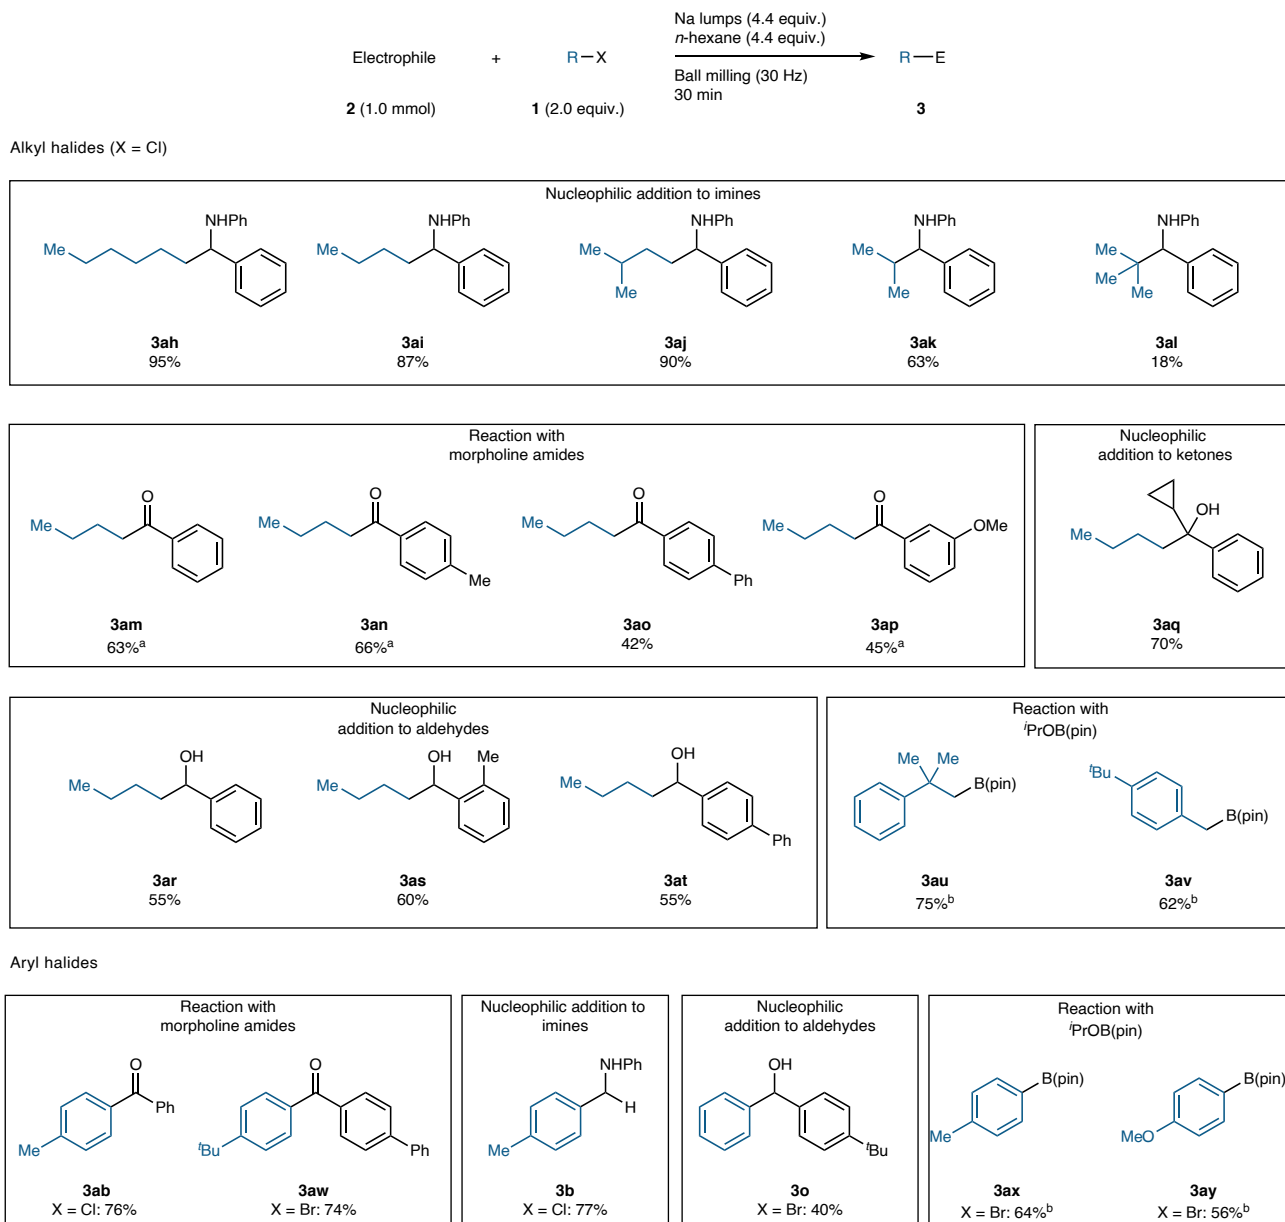 Electrophile + R–X
Na lumps (4.4 equiv.)
n-hexane (4.4 equiv.)
Ball milling (30 Hz)
30 min
R–E
2 (1.0 mmol) 1 (2.0 equiv.) 3
Alkyl halides (X = Cl)
Nucleophilic addition to imines
NHPh NHPh NHPh NHPh NHPh
Me Me Me Me Me Me Me Me Me
3ah 3ai 3aj 3ak 3al
95% 87% 90% 63% 18%
Reaction with
morpholine amides
O O O O
Me Me Me Me OMe
Me Ph
3am 3an 3ao 3ap
63%a 66%a 42% 45%a
Nucleophilic
addition to ketones
OH
Me
3aq
70%
Nucleophilic
addition to aldehydes
OH OH Me OH
Me Me Me
Ph
3ar 3as 3at
55% 60% 55%
Reaction with
iPrOB(pin)
Me Me tBu
B(pin)
B(pin)
3au 3av
75%b 62%b
Aryl halides
Reaction with
morpholine amides
O O
Ph
Me tBu Ph
3ab 3aw
X = Cl: 76% X = Br: 74%
Nucleophilic addition to
imines
NHPh
H
Me
3b
X = Cl: 77%
Nucleophilic
addition to aldehydes
OH
tBu
3o
X = Br: 40%
Reaction with
iPrOB(pin)
B(pin) B(pin)
Me MeO
3ax 3ay
X = Br: 64%b X = Br: 56%b